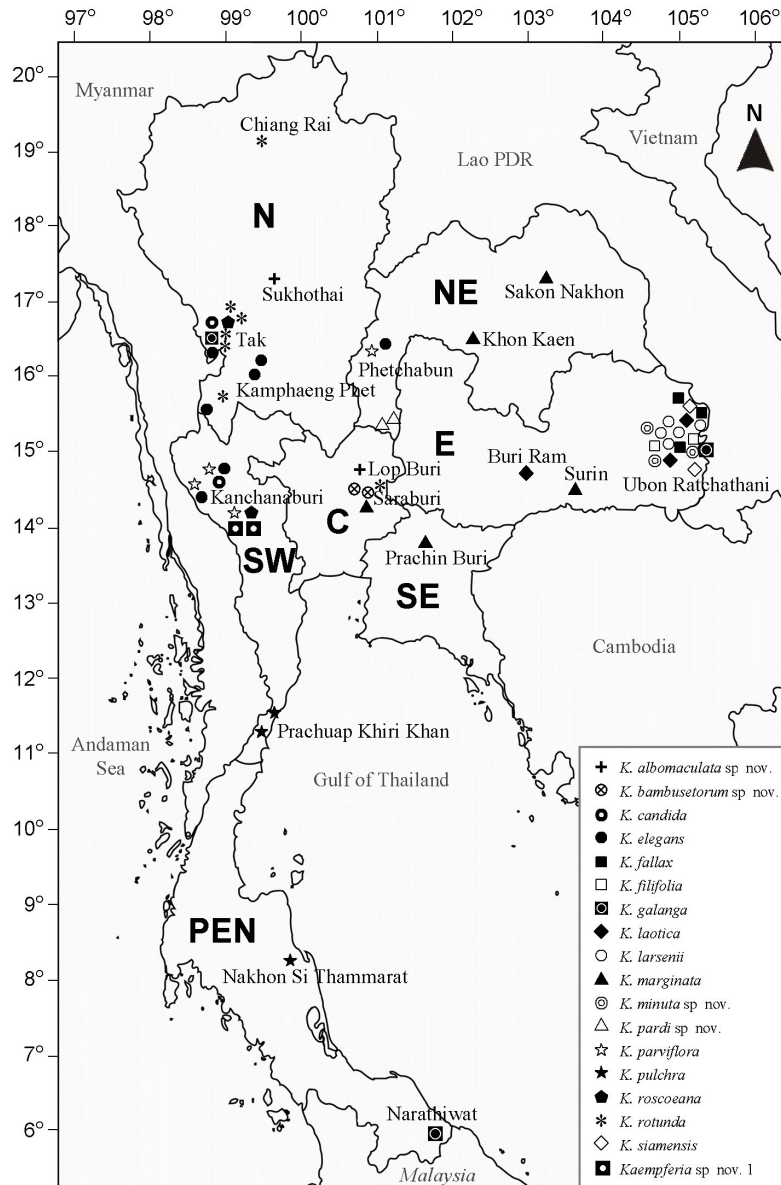 97° 98° 99° 100° 101° 102° 103° 104° 105° 106°
20°
Myanmar
N
Chiang Rai
19°
Vietnam
Lao PDR
18°
N
17°
Sukhothai
NE
Sakon Nakhon
Tak
Khon Kaen
16°
Phetchabun
Kamphaeng Phet
15°
E
Lop Buri
Buri Ram
Surin
Ubon Ratchathani
Kanchanaburi
Saraburi
14°
C
SW
Prachin Buri
13°
SE
Cambodia
12°
Prachuap Khiri Khan
11°
Andaman
Sea
Gulf of Thailand
10°
9°
PEN
8°
Nakhon Si Thammarat
7°
6°
Narathiwat
Malaysia
K. albomaculata sp nov.
K. bambusetorum sp nov.
K. candida
K. elegans
K. fallax
K. filifolia
K. galanga
K. laotica
K. larsenii
K. marginata
K. minuta sp nov.
K. pardi sp nov.
K. parviflora
K. pulchra
K. roscoeana
K. rotunda
K. siamensis
Kaempferia sp nov. 1